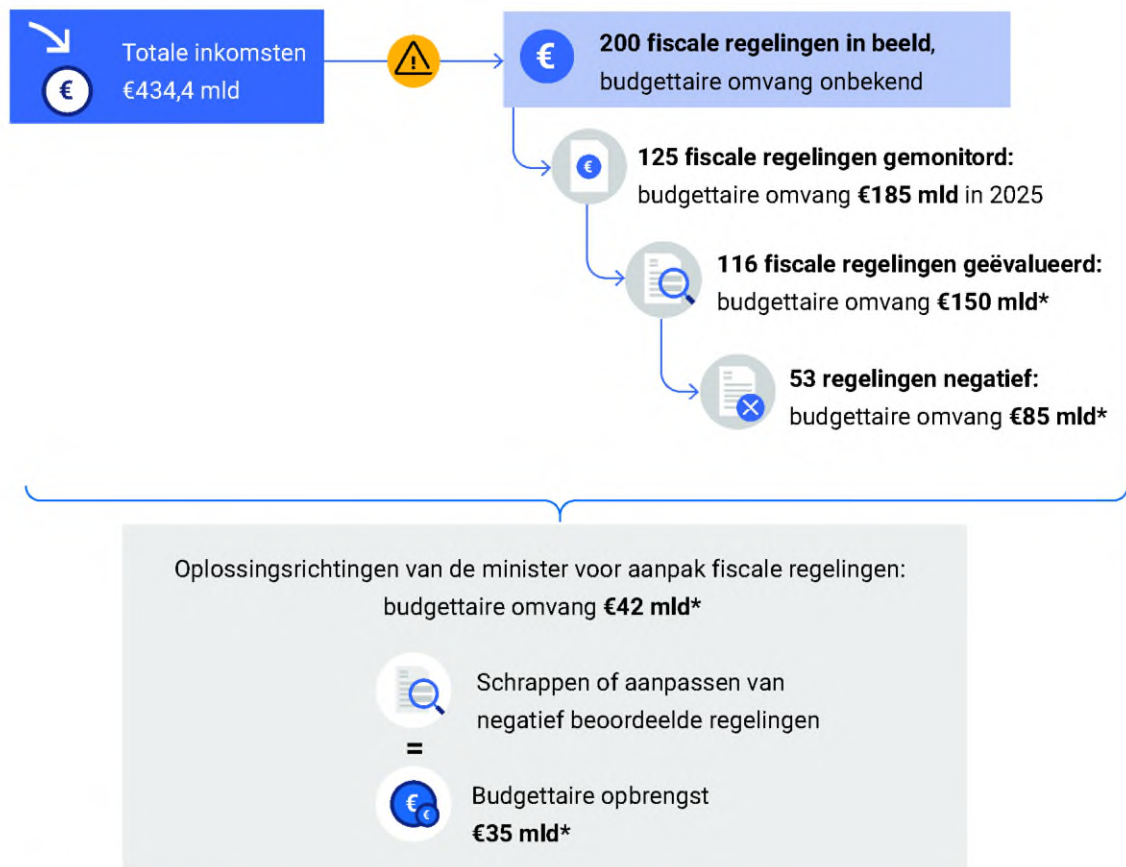 Totale inkomsten
€434,4 mld
€
€
200 fiscale regelingen in beeld,
budgettaire omvang onbekend
€
125 fiscale regelingen gemonitord:
budgettaire omvang €185 mld in 2025
116 fiscale regelingen geëvalueerd:
budgettaire omvang €150 mld*
53 regelingen negatief:
budgettaire omvang €85 mld*
Oplossingsrichtingen van de minister voor aanpak fiscale regelingen:
budgettaire omvang €42 mld*
Schrappen of aanpassen van
negatief beoordeelde regelingen
=
€ €
Budgettaire opbrengst
€35 mld*